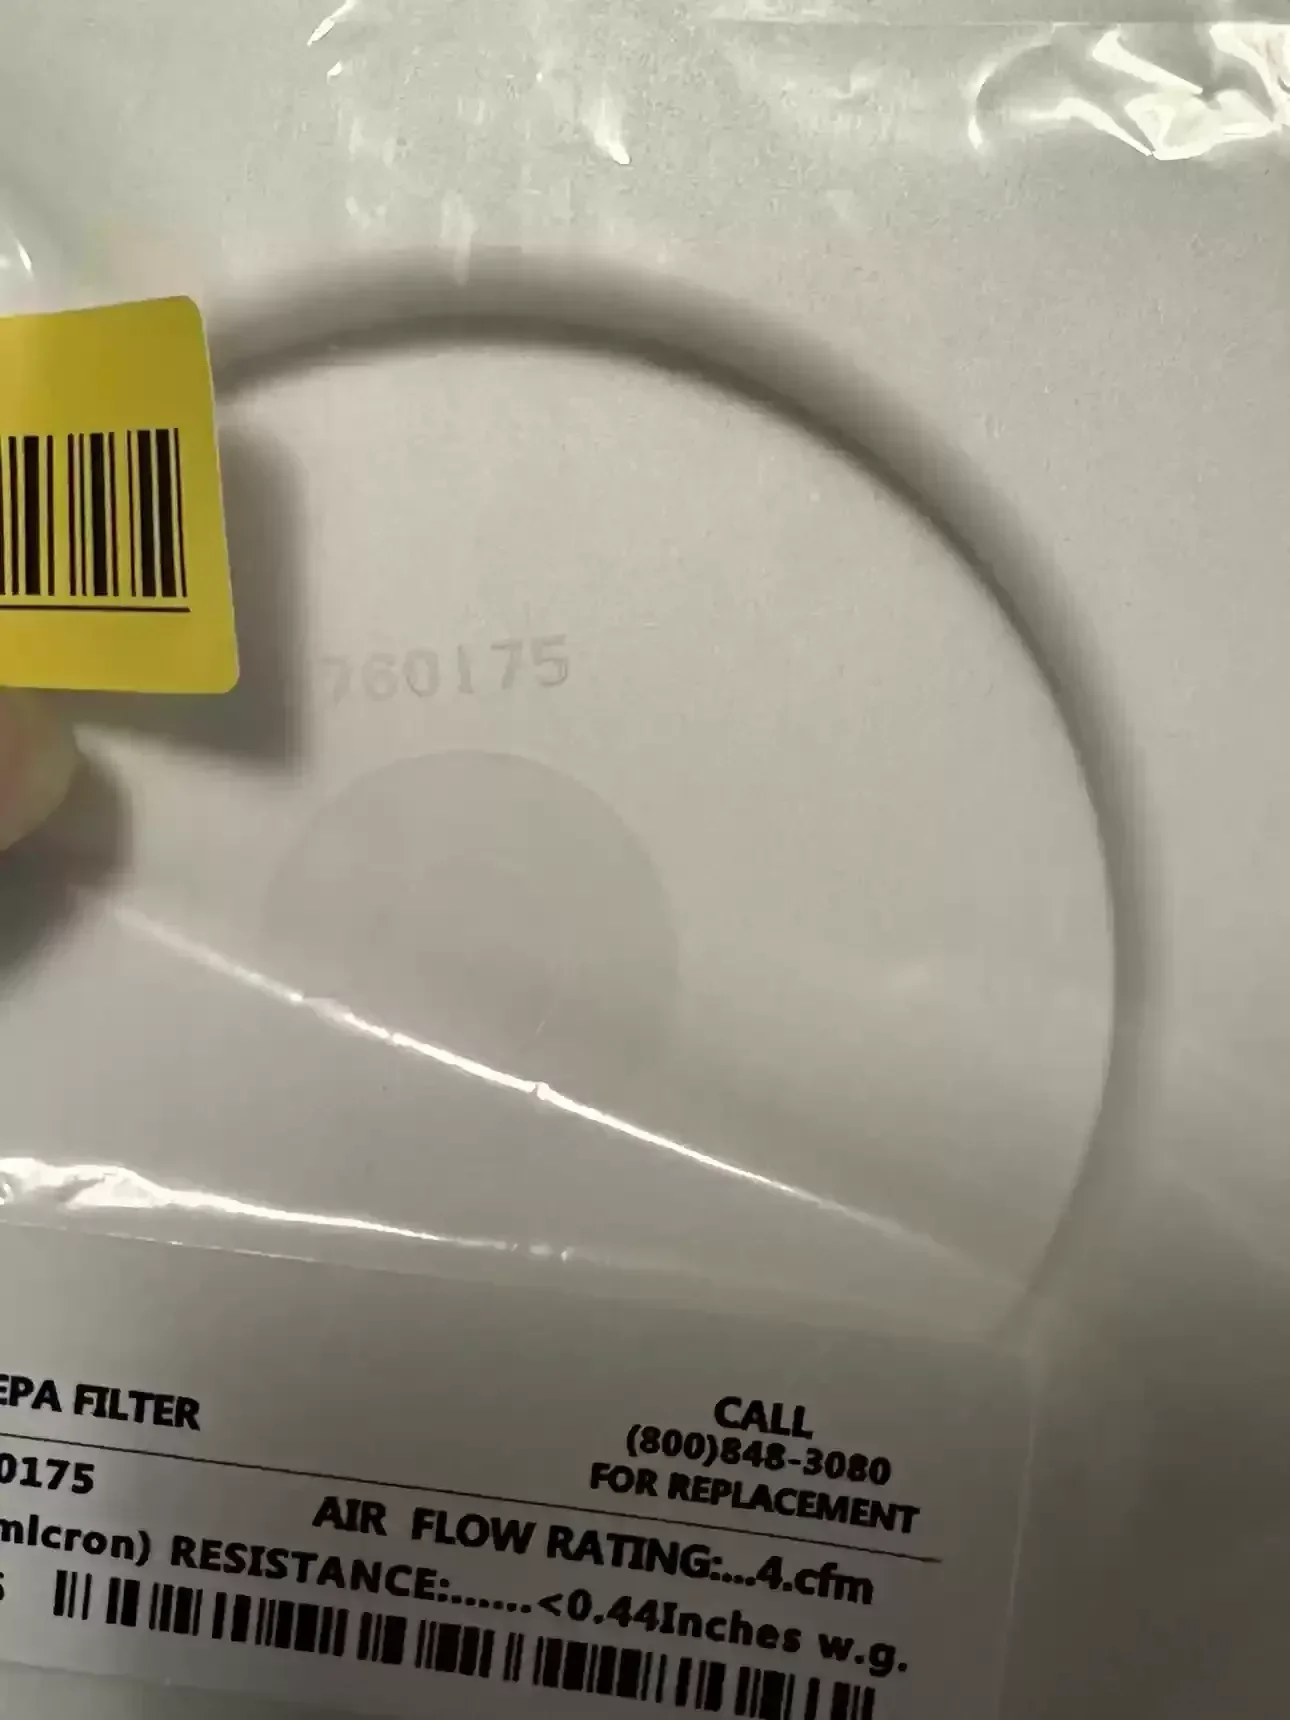 760175
EPA FILTER
CALL
(800)848-3080
FOR REPLACEMENT
0175
AIR FLOW RATING:...4.cfm
mIcron) RESISTANCE:......<0.44Inches w.g.